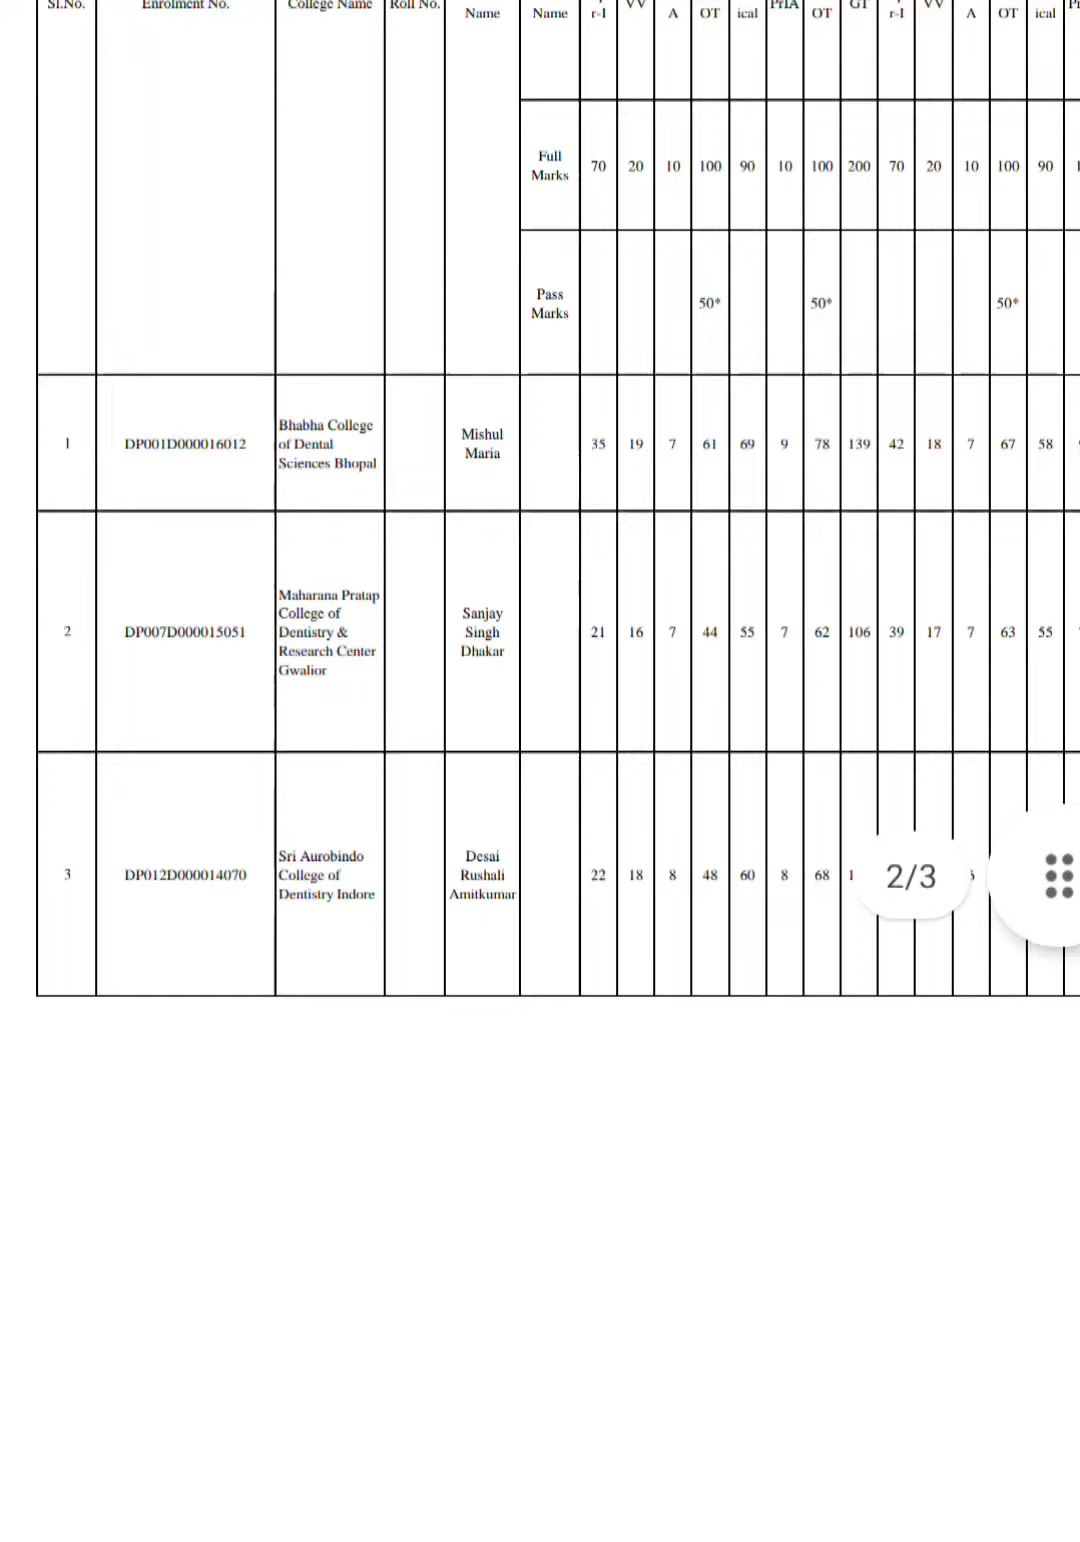 Sl.No. Enrolment No. College Name Roll No. Name Name r-I VV A OT ical PrIA OT GT r-I VV A OT ical
Full Marks 70 20 10 100 90 10 100 200 70 20 10 100 90
Pass Marks 50* 50* 50*
1 DP001D000016012 Bhabha College of Dental Sciences Bhopal Mishul Maria 35 19 7 61 69 9 78 139 42 18 7 67 58
2 DP007D000015051 Maharana Pratap College of Dentistry & Research Center Gwalior Sanjay Singh Dhakar 21 16 7 44 55 7 62 106 39 17 7 63 55
3 DP012D000014070 Sri Aurobindo College of Dentistry Indore Desai Rushali Amitkumar 22 18 8 48 60 8 68
2/3